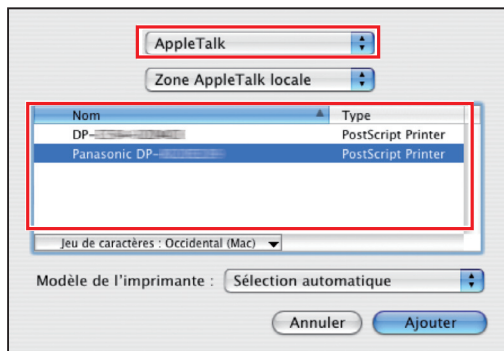 AppleTalk
Zone AppleTalk locale
Nom Type
DP- PostScript Printer
Panasonic DP- PostScript Printer
Jeu de caractères : Occidental (Mac)
Modèle de l'imprimante : Sélection automatique
Annuler Ajouter